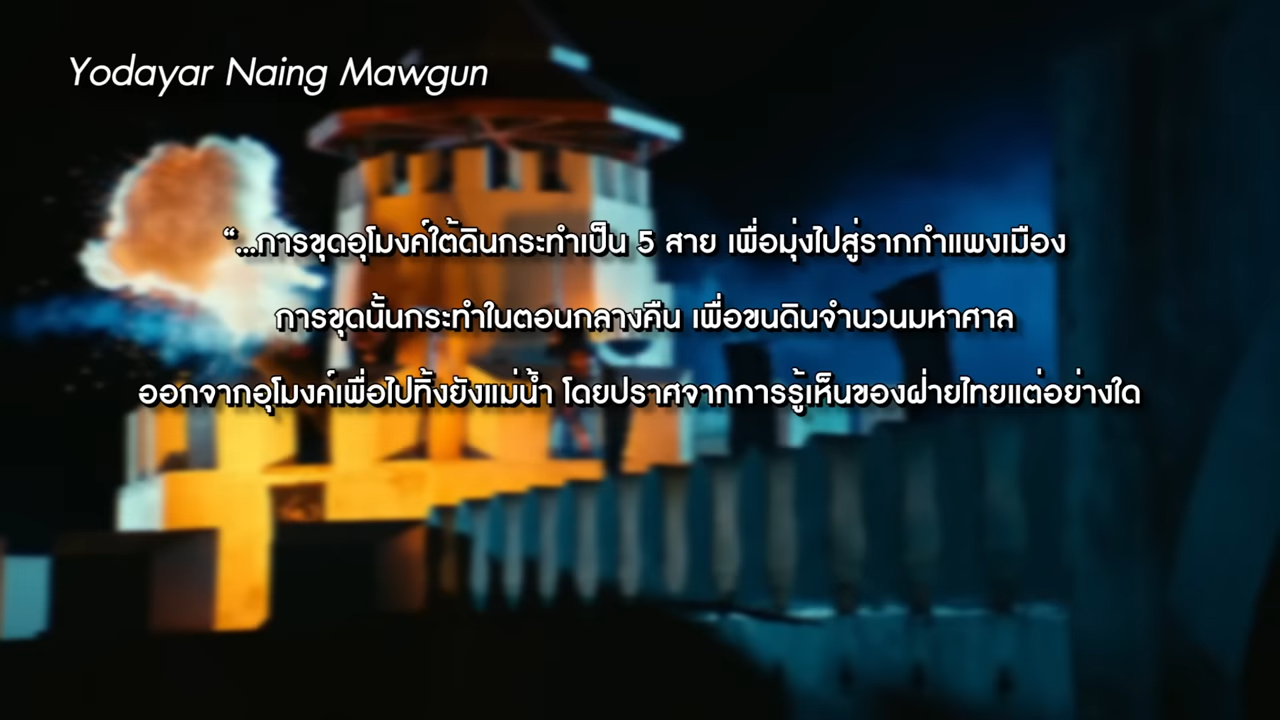 Yodayar Naing Mawgun
“...การขุดอุโมงค์ใต้ดินกระทำเป็น 5 สาย เพื่อมุ่งไปสู่รากกำแพงเมือง
การขุดนั้นกระทำในตอนกลางคืน เพื่อขนดินจำนวนมหาศาล
ออกจากอุโมงค์เพื่อไปทิ้งยังแม่น้ำ โดยปราศจากการรู้เห็นของฝ่ายไทยแต่อย่างใด